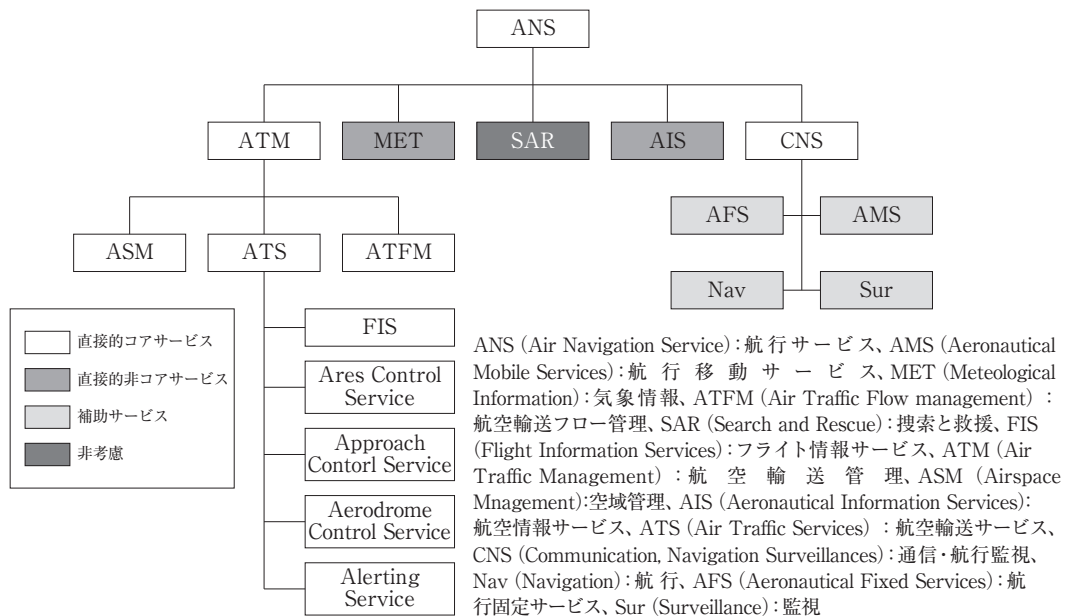 ANS
ATM
MET
SAR
AIS
CNS
AFS
AMS
Nav
Sur
ASM
ATS
ATFM
FIS
Ares Control
Service
Approach
Contorl Service
Aerodrome
Control Service
Alerting
Service
直接的コアサービス
直接的非コアサービス
補助サービス
非考慮
ANS (Air Navigation Service):航行サービス、AMS (Aeronautical
Mobile Services):航行移動サービス、MET (Meteological
Information):気象情報、ATFM (Air Traffic Flow management) :
航空輸送フロー管理、SAR (Search and Rescue):捜索と救援、FIS
(Flight Information Services):フライト情報サービス、ATM (Air
Traffic Management) :航空輸送管理、ASM (Airspace
Mnagement):空域管理、AIS (Aeronautical Information Services):
航空情報サービス、ATS (Air Traffic Services) :航空輸送サービス、
CNS (Communication, Navigation Surveillances):通信・航行監視、
Nav (Navigation):航行、AFS (Aeronautical Fixed Services):航
行固定サービス、Sur (Surveillance):監視